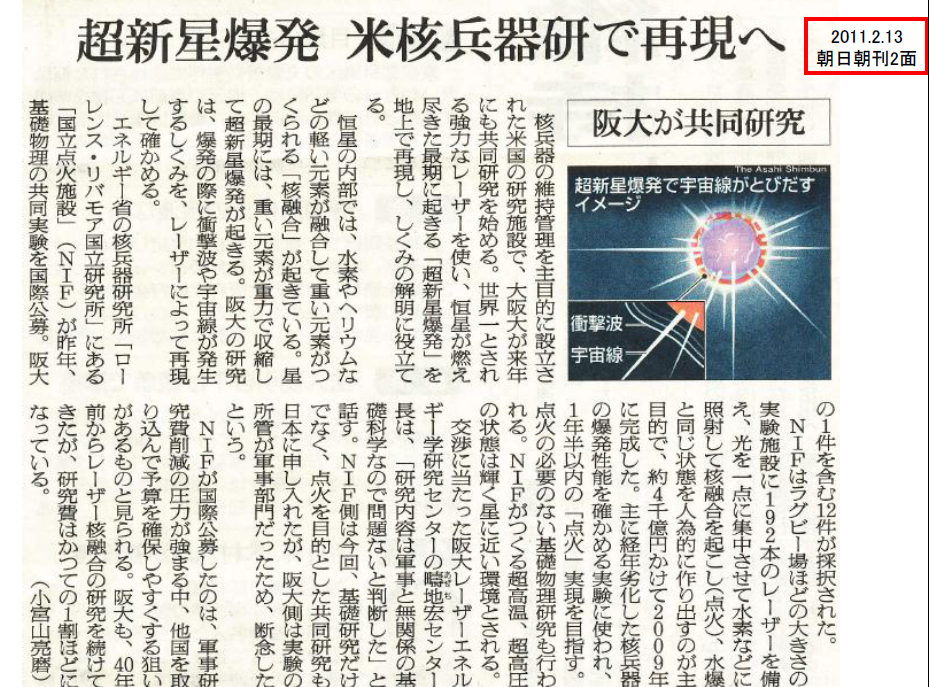 超新星爆発 米核兵器研で再現へ
2011.2.13
朝日朝刊2面
阪大が共同研究
The Asahi Shimbun
超新星爆発で宇宙線がとびだす
イメージ
衝撃波
宇宙線
核兵器の維持管理を主目的に設立さ
れた米国の研究施設で、大阪大が来年
にも共同研究を始める。世界一とされ
る強力なレーザーを使い、恒星が燃え
尽きた最期に起きる「超新星爆発」を
地上で再現し、しくみの解明に役立て
る。
恒星の内部では、水素やヘリウムな
どの軽い元素が融合して重い元素がつ
くられる「核融合」が起きている。星
の最期には、重い元素が重力で収縮し
て超新星爆発が起きる。阪大の研究
は、爆発の際に衝撃波や宇宙線が発生
するしくみを、レーザーによって再現
して確かめる。
エネルギー省の核兵器研究所「ロー
レンス・リバモア国立研究所」にある
「国立点火施設」(NIF)が昨年、
基礎物理の共同実験を国際公募。阪大
の1件を含む12件が採択された。
NIFはラグビー場ほどの大きさの
実験施設に192本のレーザーを備
え、光を一点に集中させて水素などに
照射して核融合を起こし(点火)、水爆
と同じ状態を人為的に作り出すのが主
目的で、約4千億円かけて2009年
に完成した。主に経年劣化した核兵器
の爆発性能を確かめる実験に使われ、
1年半以内の「点火」実現を目指す。
点火の必要のない基礎物理研究も行わ
れる。NIFがつくる超高温、超高圧
の状態は輝く星に近い環境とされる。
交渉に当たった阪大レーザーエネル
ギー学研究センターの疇地宏センター
長は、「研究内容は軍事と無関係の基
礎科学なので問題ないと判断した」と
話す。NIF側は今回、基礎研究だけ
でなく、点火を目的とした共同研究も
日本に申し入れたが、阪大側は実験の
所管が軍事部門だったため、断念した
という。
NIFが国際公募したのは、軍事研
究費削減の圧力が強まる中、他国を取
り込んで予算を確保しやすくする狙い
があるものと見られる。阪大も、40年
前からレーザー核融合の研究を続けて
きたが、研究費はかつての1割ほどに
なっている。 (小宮山亮磨)